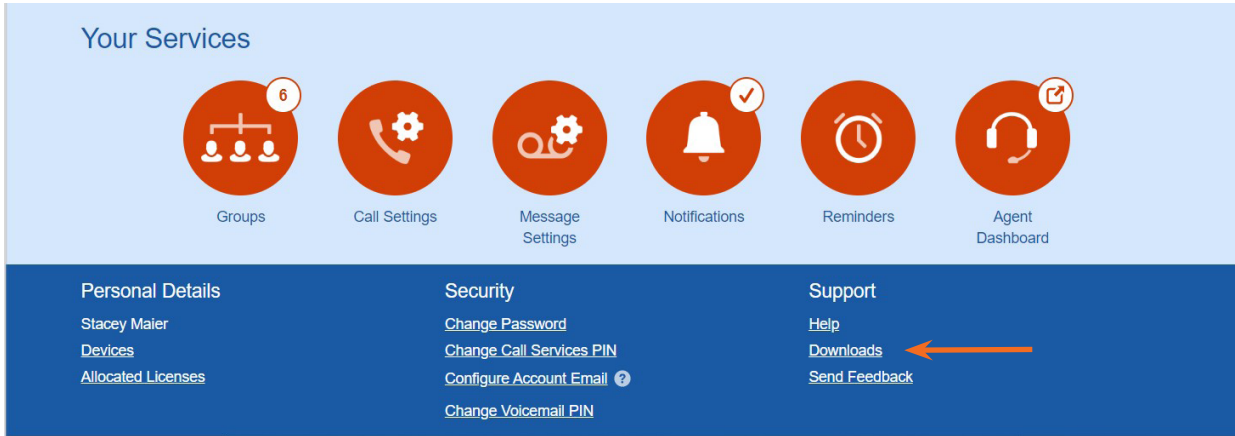 Your Services
6
Groups
Call Settings
Message
Settings
Notifications
Reminders
Agent
Dashboard
Personal Details
Stacey Maier
Devices
Allocated Licenses
Security
Change Password
Change Call Services PIN
Configure Account Email ?
Change Voicemail PIN
Support
Help
Downloads
Send Feedback